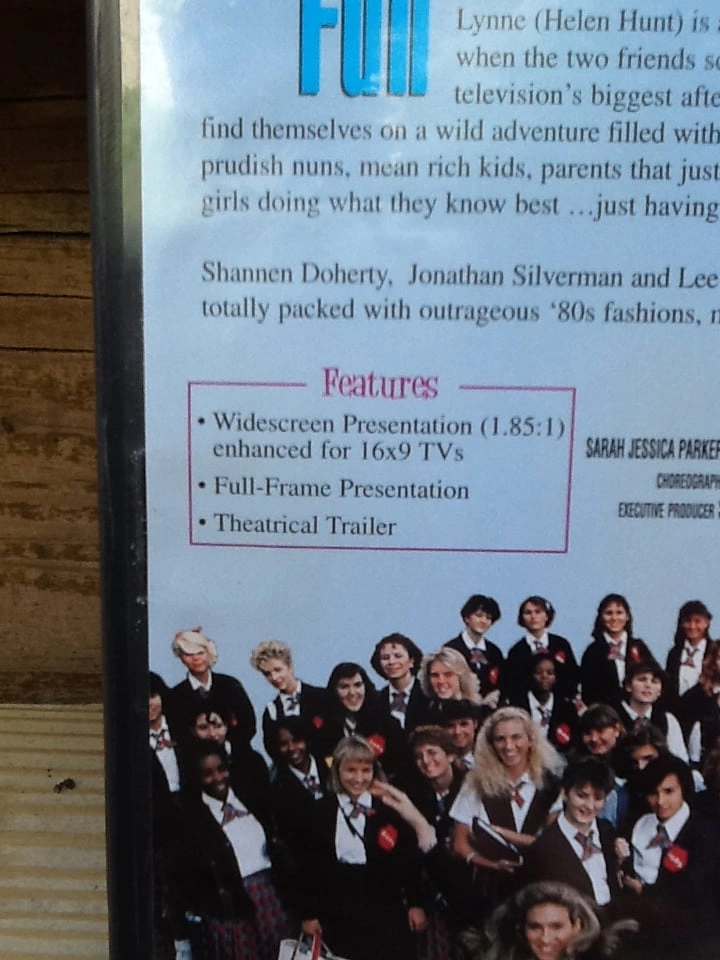 Fun
Lynne (Helen Hunt) is
when the two friends
television's biggest
find themselves on a wild adventure filled with
prudish nuns, mean rich kids, parents that just
girls doing what they know best ...just having
Shannen Doherty, Jonathan Silverman and Lee
totally packed with outrageous '80s fashions,
Features
• Widescreen Presentation (1.85:1)
enhanced for 16x9 TVs
• Full-Frame Presentation
• Theatrical Trailer
SARAH JESSICA PARKER
EXECUTIVE PRODUCER